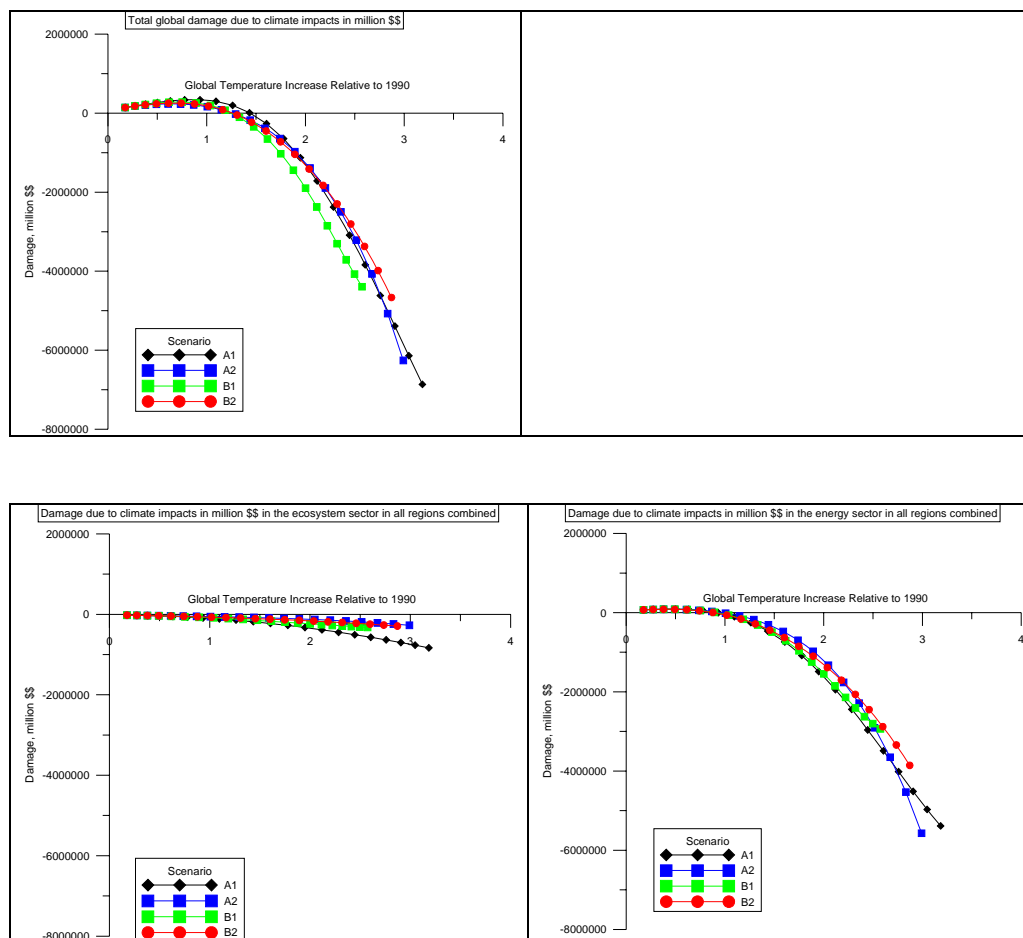 Total global damage due to climate impacts in million $$
2000000
Global Temperature Increase Relative to 1990
0
0 1 2 3 4
-2000000
Damage, million $$
-4000000
-6000000
-8000000
Scenario
A1
A2
B1
B2
Damage due to climate impacts in million $$ in the ecosystem sector in all regions combined
2000000
Global Temperature Increase Relative to 1990
0
0 1 2 3 4
-2000000
Damage, million $$
-4000000
-6000000
-8000000
Scenario
A1
A2
B1
B2
Damage due to climate impacts in million $$ in the energy sector in all regions combined
2000000
Global Temperature Increase Relative to 1990
0
0 1 2 3 4
-2000000
Damage, million $$
-4000000
-6000000
-8000000
Scenario
A1
A2
B1
B2